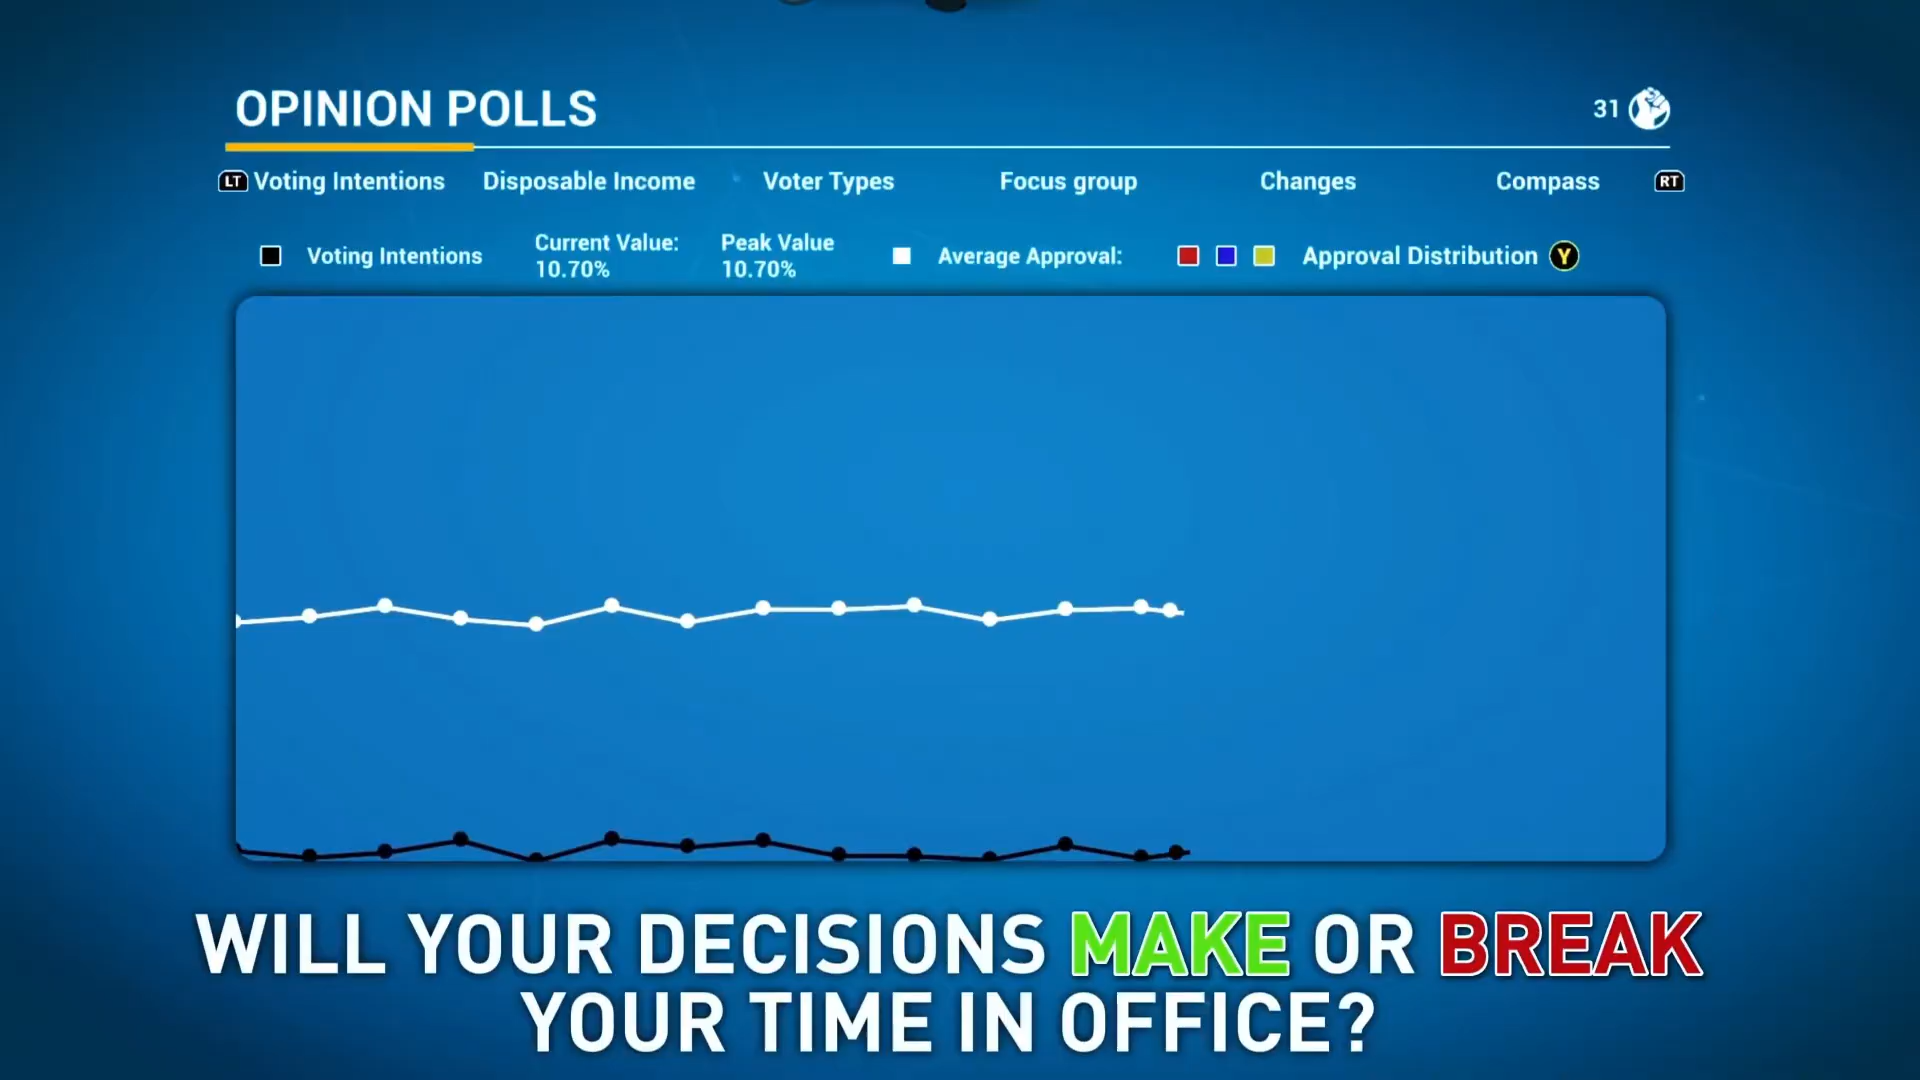 OPINION POLLS
31
LT Voting Intentions Disposable Income Voter Types Focus group Changes Compass RT
Voting Intentions Current Value: 10.70% Peak Value 10.70% Average Approval: Approval Distribution Y
WILL YOUR DECISIONS MAKE OR BREAK
YOUR TIME IN OFFICE?